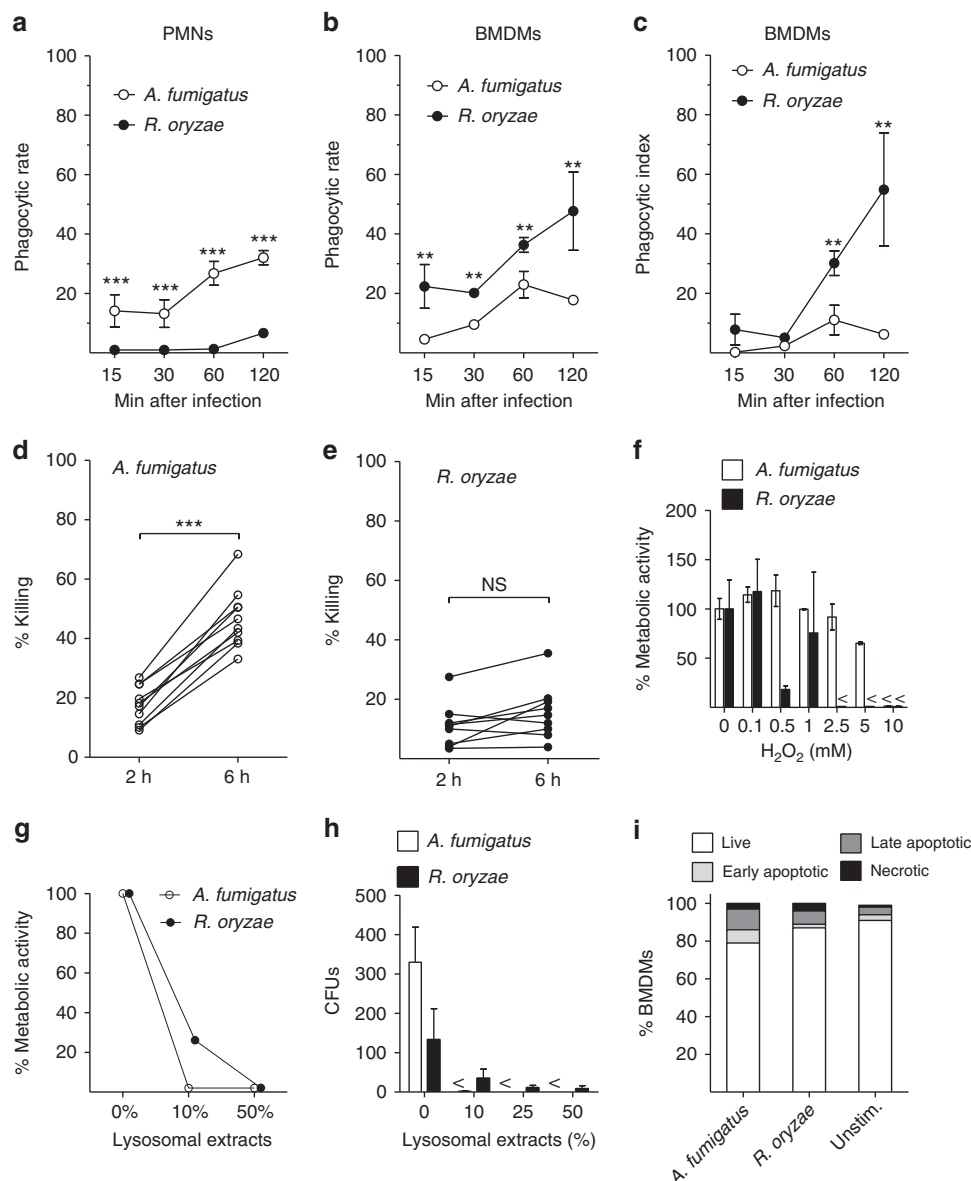 a
PMNs
100
80
60
40
20
Phagocytic rate
A. fumigatus
R. oryzae
***
***
***
***
15 30 60 120
Min after infection
b
BMDMs
100
80
60
40
20
Phagocytic rate
A. fumigatus
R. oryzae
**
**
**
**
15 30 60 120
Min after infection
c
BMDMs
100
80
60
40
20
Phagocytic index
A. fumigatus
R. oryzae
**
**
15 30 60 120
Min after infection
d
A. fumigatus
100
80
60
40
20
0
% Killing
***
2 h 6 h
e
R. oryzae
100
80
60
40
20
% Killing
NS
2 h 6 h
f
A. fumigatus
R. oryzae
200
150
100
50
% Metabolic activity
< < < <
0 0.1 0.5 1 2.5 5 10
H₂O₂ (mM)
g
100
80
60
40
20
% Metabolic activity
A. fumigatus
R. oryzae
0% 10% 50%
Lysosomal extracts
h
A. fumigatus
R. oryzae
500
400
300
200
100
0
CFUs
< < <
0 10 25 50
Lysosomal extracts (%)
i
Live
Late apoptotic
Early apoptotic
Necrotic
100
80
60
40
20
% BMDMs
A. fumigatus
R. oryzae
Unstim.